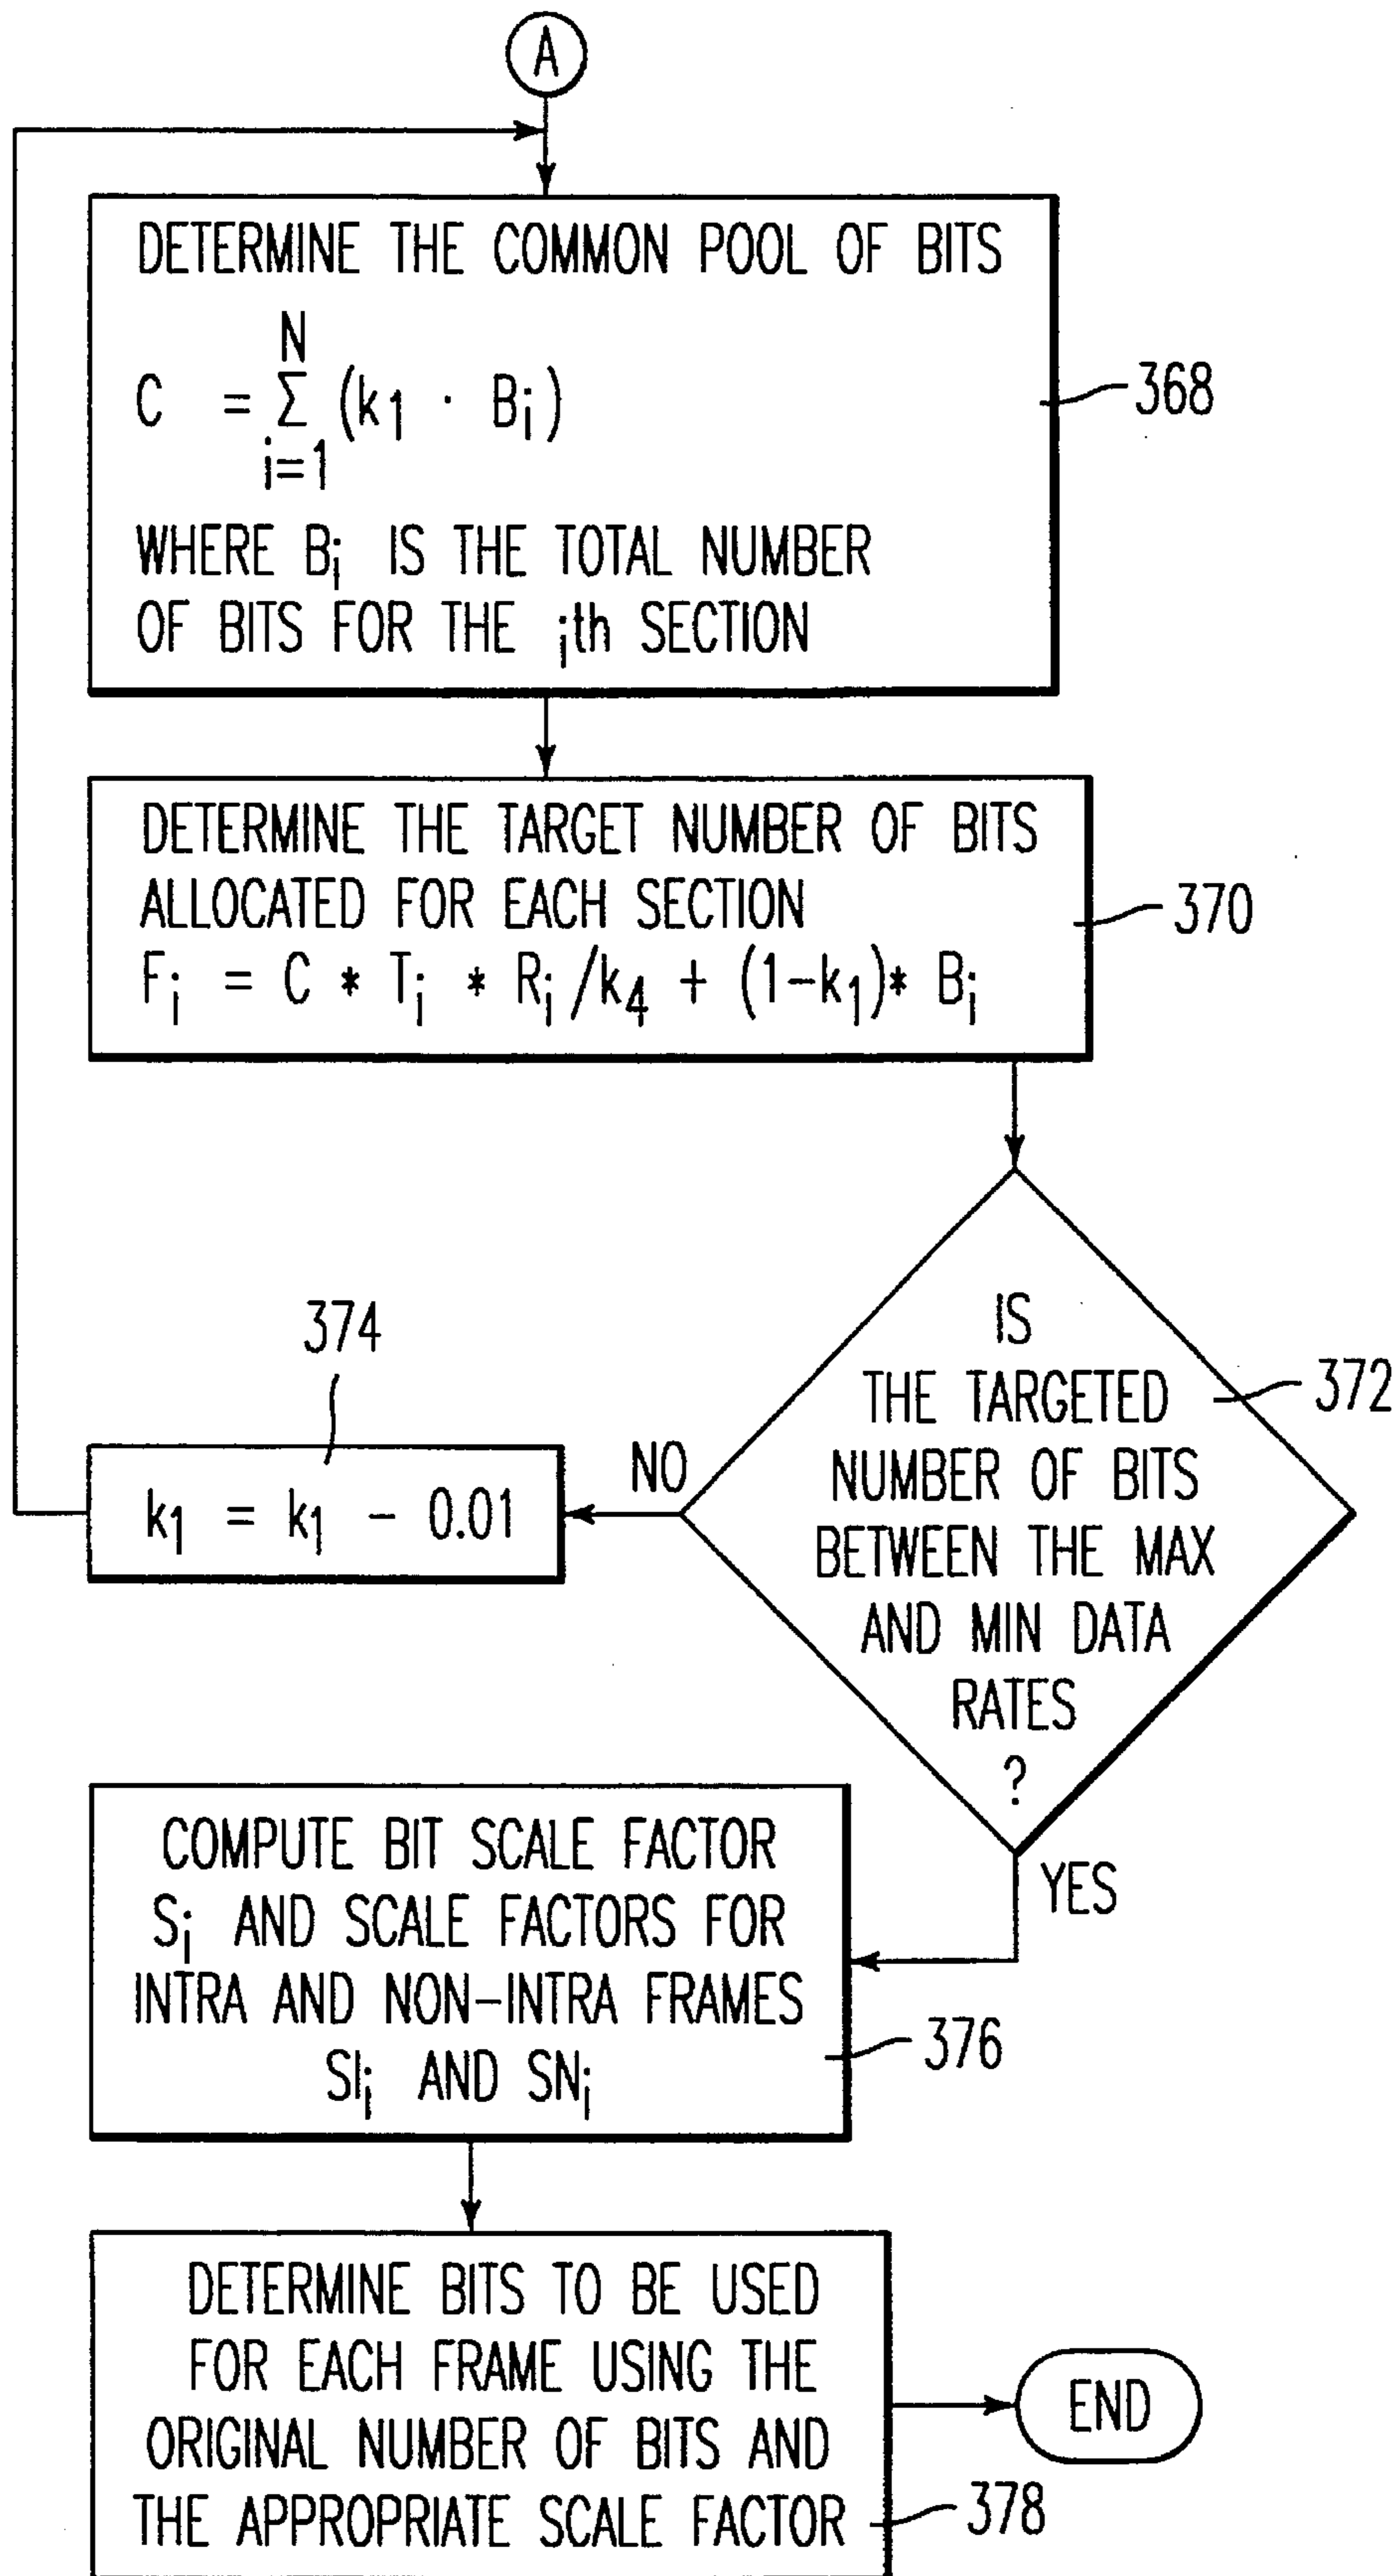 A
DETERMINE THE COMMON POOL OF BITS
N
C = Σ (k₁ · Bᵢ)
i=1
WHERE Bᵢ IS THE TOTAL NUMBER
OF BITS FOR THE ᵢth SECTION
368
DETERMINE THE TARGET NUMBER OF BITS
ALLOCATED FOR EACH SECTION
Fᵢ = C * Tᵢ * Rᵢ/k₄ + (1-k₁)* Bᵢ
370
IS
THE TARGETED
NUMBER OF BITS
BETWEEN THE MAX
AND MIN DATA
RATES
?
372
NO
374
k₁ = k₁ - 0.01
YES
COMPUTE BIT SCALE FACTOR
Sᵢ AND SCALE FACTORS FOR
INTRA AND NON-INTRA FRAMES
SIᵢ AND SNᵢ
376
DETERMINE BITS TO BE USED
FOR EACH FRAME USING THE
ORIGINAL NUMBER OF BITS AND
THE APPROPRIATE SCALE FACTOR
378
END